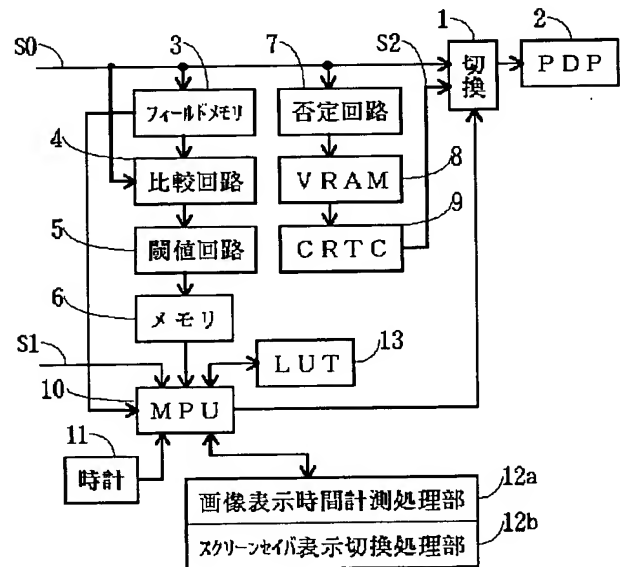 S0
3
7
S2
1
2
切換
PDP
フィールドメモリ
否定回路
4
8
比較回路
VRAM
9
5
閾値回路
CRTC
6
メモリ
13
S1
LUT
10
MPU
11
時計
画像表示時間計測処理部
12a
スクリーンセイバ表示切換処理部
12b